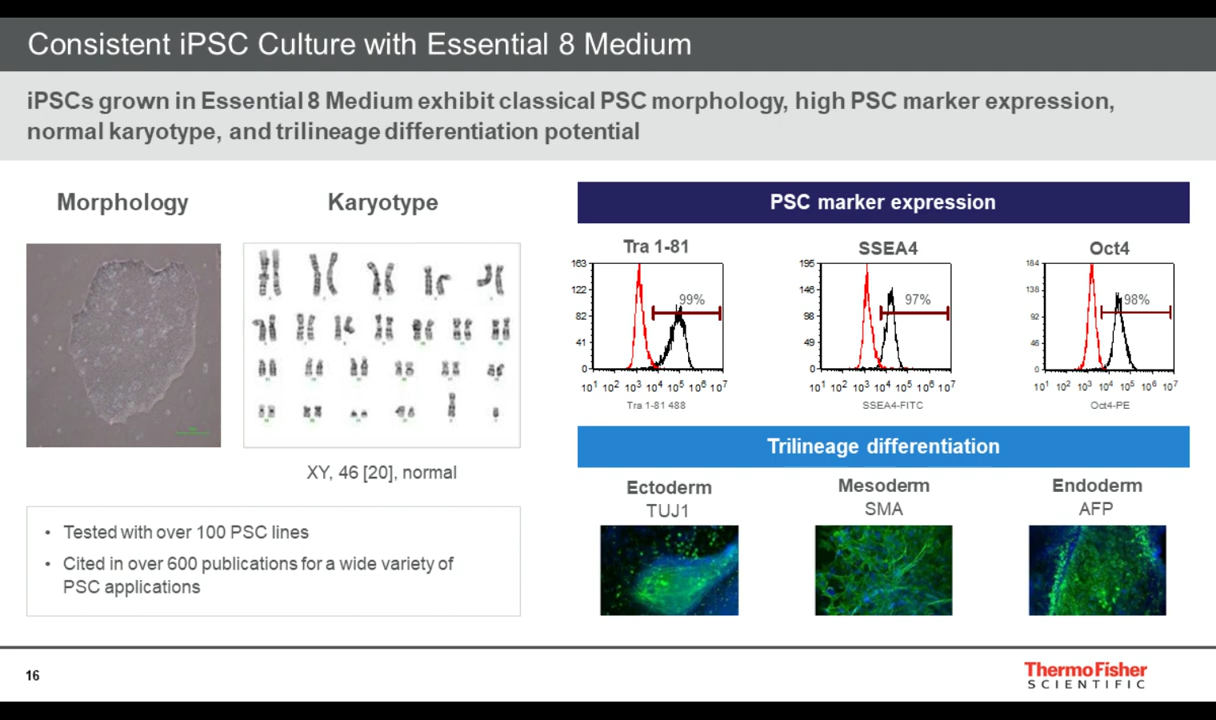 Consistent iPSC Culture with Essential 8 Medium
iPSCs grown in Essential 8 Medium exhibit classical PSC morphology, high PSC marker expression,
normal karyotype, and trilineage differentiation potential
Morphology
Karyotype
XY, 46 [20], normal
• Tested with over 100 PSC lines
• Cited in over 600 publications for a wide variety of
PSC applications
PSC marker expression
Tra 1-81
163
122
82
41
0
99%
10¹ 10² 10³ 10⁴ 10⁵ 10⁶ 10⁷
Tra 1-81 488
SSEA4
195
146
98
49
0
97%
10¹ 10² 10³ 10⁴ 10⁵ 10⁶ 10⁷
SSEA4-FITC
Oct4
184
138
92
46
0
98%
10¹ 10² 10³ 10⁴ 10⁵ 10⁶ 10⁷
Oct4-PE
Trilineage differentiation
Ectoderm
TUJ1
Mesoderm
SMA
Endoderm
AFP
16
ThermoFisher
SCIENTIFIC